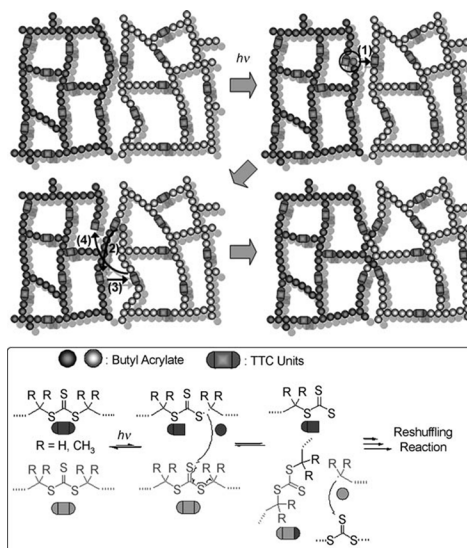 hν
(1)
(4)
(2)
(3)
: Butyl Acrylate : TTC Units
R R R R R R R R S
S S S S S S
R = H, CH₃
hν
Reshuffling
Reaction
R R S R R R R S R R
S S S S
R
S R
S S
S
R
R
R R
S
S S